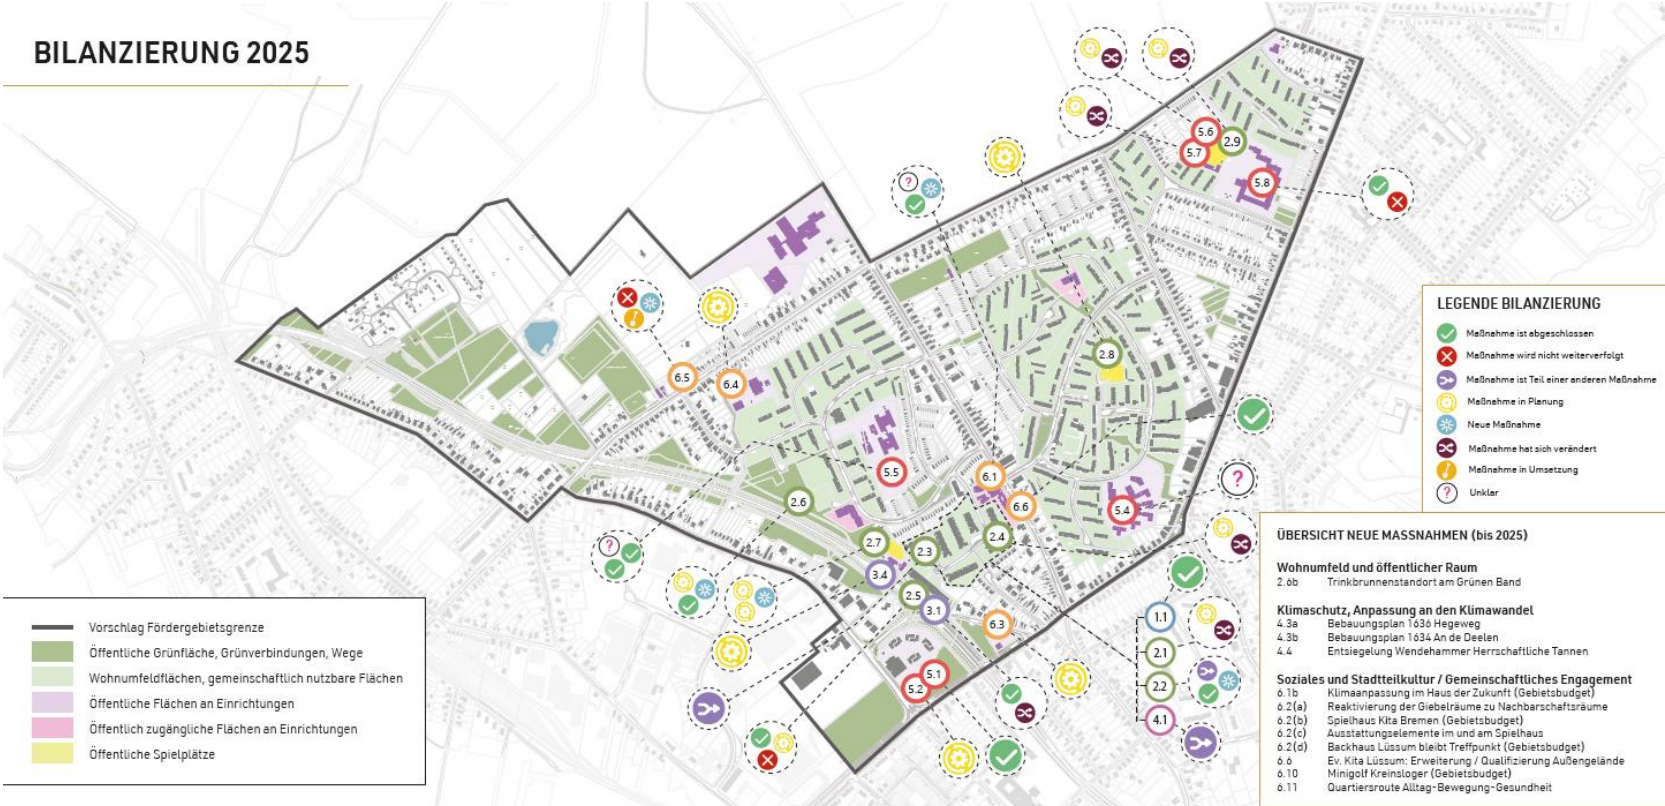 BILANZIERUNG 2025
5.6
2.9
5.7
5.8
2.8
6.5
6.4
5.5
6.1
6.6
5.4
2.6
2.7
2.3
2.4
3.4
2.5
3.1
6.3
5.1
5.2
1.1
2.1
2.2
4.1
?
?
?
LEGENDE BILANZIERUNG
Maßnahme ist abgeschlossen
Maßnahme wird nicht weiterverfolgt
Maßnahme ist Teil einer anderen Maßnahme
Maßnahme in Planung
Neue Maßnahme
Maßnahme hat sich verändert
Maßnahme in Umsetzung
? Unklar
ÜBERSICHT NEUE MASSNAHMEN (bis 2025)
Wohnumfeld und öffentlicher Raum
2.6b Trinkbrunnenstandort am Grünen Band
Klimaschutz, Anpassung an den Klimawandel
4.3a Bebauungsplan 1636 Hegeweg
4.3b Bebauungsplan 1634 An de Deelen
4.4 Entsiegelung Wendehammer Herrschaftliche Tannen
Soziales und Stadtteilkultur / Gemeinschaftliches Engagement
6.1b Klimaanpassung im Haus der Zukunft (Gebietsbudget)
6.2(a) Reaktivierung der Giebelräume zu Nachbarschaftsräume
6.2(b) Spielhaus Kita Bremen (Gebietsbudget)
6.2(c) Ausstattungselemente im und am Spielhaus
6.2(d) Backhaus Lüssum bleibt Treffpunkt (Gebietsbudget)
6.6 Ev. Kita Lüssum: Erweiterung / Qualifizierung Außengelände
6.10 Minigolf Kreinsloger (Gebietsbudget)
6.11 Quartiersroute Alltag-Bewegung-Gesundheit
Vorschlag Fördergebietsgrenze
Öffentliche Grünfläche, Grünverbindungen, Wege
Wohnumfeldflächen, gemeinschaftlich nutzbare Flächen
Öffentliche Flächen an Einrichtungen
Öffentlich zugängliche Flächen an Einrichtungen
Öffentliche Spielplätze